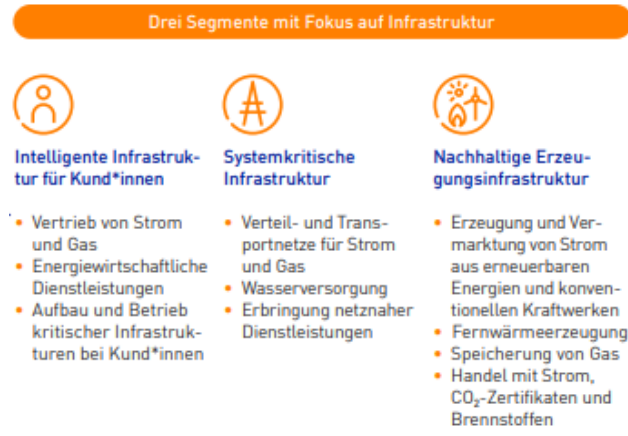 Drei Segmente mit Fokus auf Infrastruktur
Intelligente Infrastruk-
tur für Kund*innen
• Vertrieb von Strom
und Gas
• Energiewirtschaftliche
Dienstleistungen
• Aufbau und Betrieb
kritischer Infrastruk-
turen bei Kund*innen
Systemkritische
Infrastruktur
• Verteil- und Trans-
portnetze für Strom
und Gas
• Wasserversorgung
• Erbringung netznaher
Dienstleistungen
Nachhaltige Erzeu-
gungsinfrastruktur
• Erzeugung und Ver-
marktung von Strom
aus erneuerbaren
Energien und konven-
tionellen Kraftwerken
• Fernwärmeerzeugung
• Speicherung von Gas
• Handel mit Strom,
CO₂-Zertifikaten und
Brennstoffen